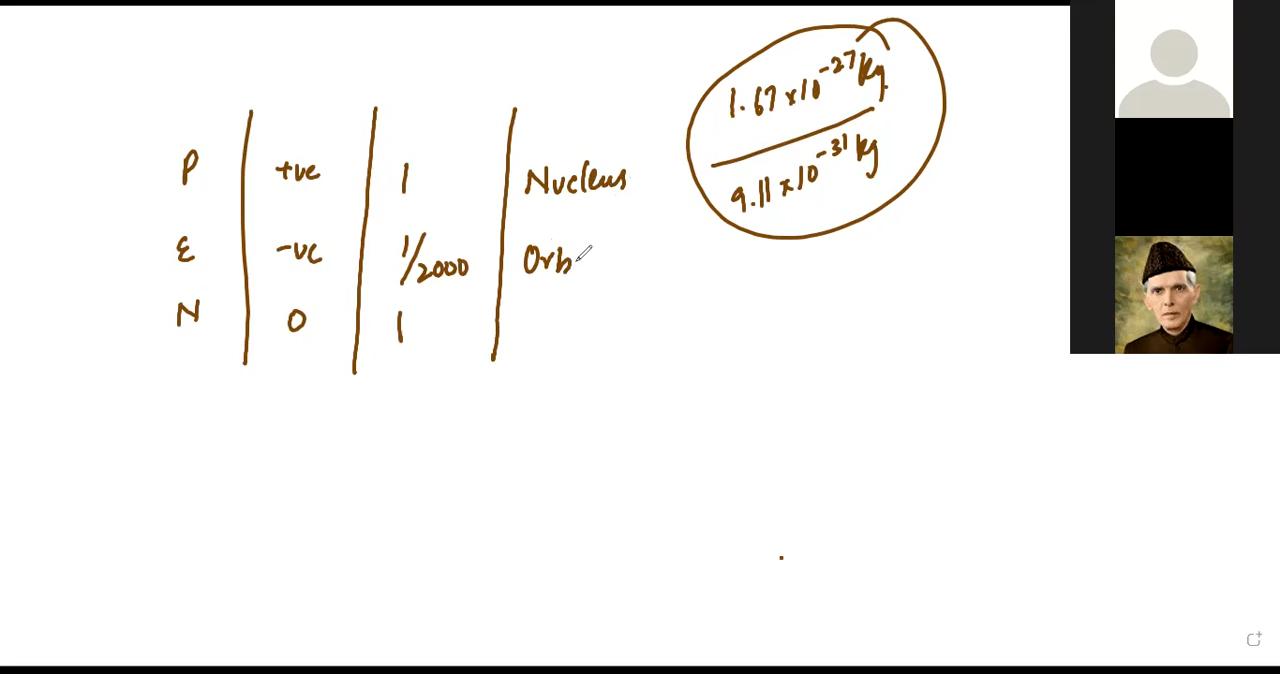 P +ve 1 Nucleus
E -ve 1/2000 Orb
N 0 1
1.67 x 10^-27 kg
9.11 x 10^-31 kg